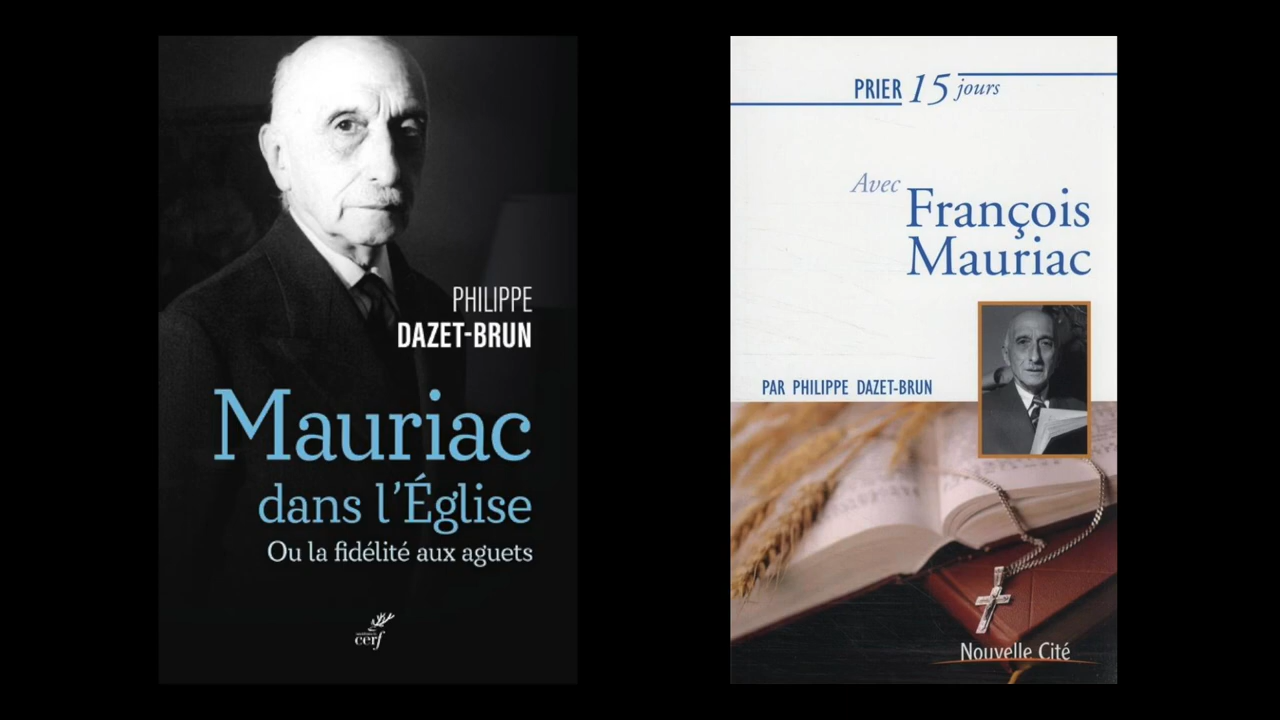 PHILIPPE
DAZET-BRUN
Mauriac
dans l'Église
Ou la fidélité aux aguets
cerf
PRIER 15 jours
Avec
François
Mauriac
PAR PHILIPPE DAZET-BRUN
Nouvelle Cité